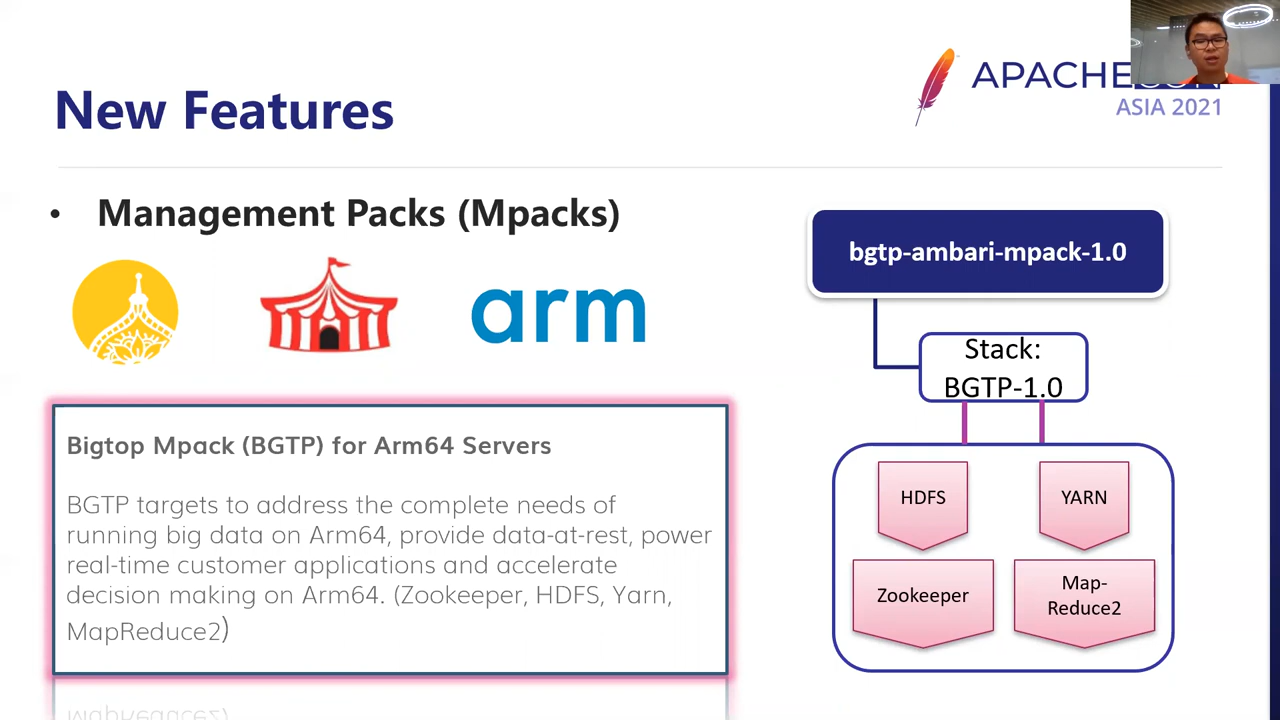 APACHE
ASIA 2021
New Features
• Management Packs (Mpacks)
arm
bgtp-ambari-mpack-1.0
Stack:
BGTP-1.0
Bigtop Mpack (BGTP) for Arm64 Servers
BGTP targets to address the complete needs of
running big data on Arm64, provide data-at-rest, power
real-time customer applications and accelerate
decision making on Arm64. (Zookeeper, HDFS, Yarn,
MapReduce2)
HDFS
YARN
Zookeeper
Map-
Reduce2